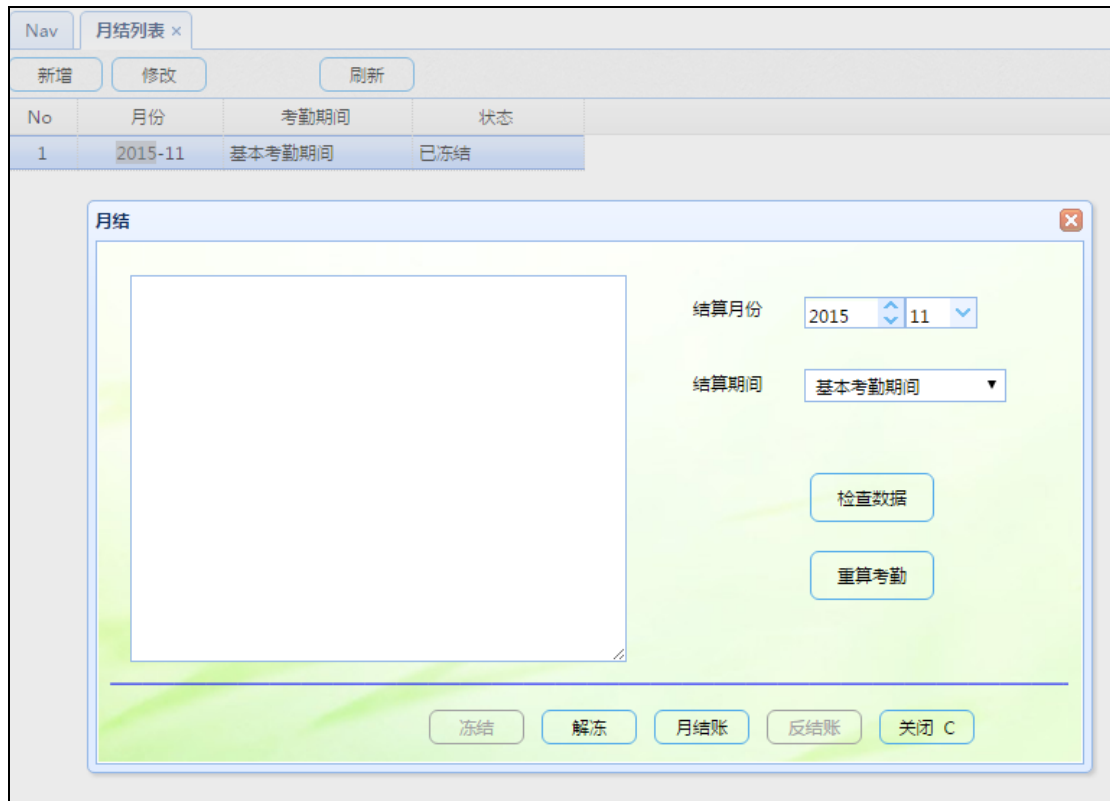 Nav 月结列表 ×
新增 修改 刷新
No 月份 考勤期间 状态
1 2015-11 基本考勤期间 已冻结
月结
结算月份 2015 11
结算期间 基本考勤期间
检查数据
重算考勤
冻结 解冻 月结账 反结账 关闭 C